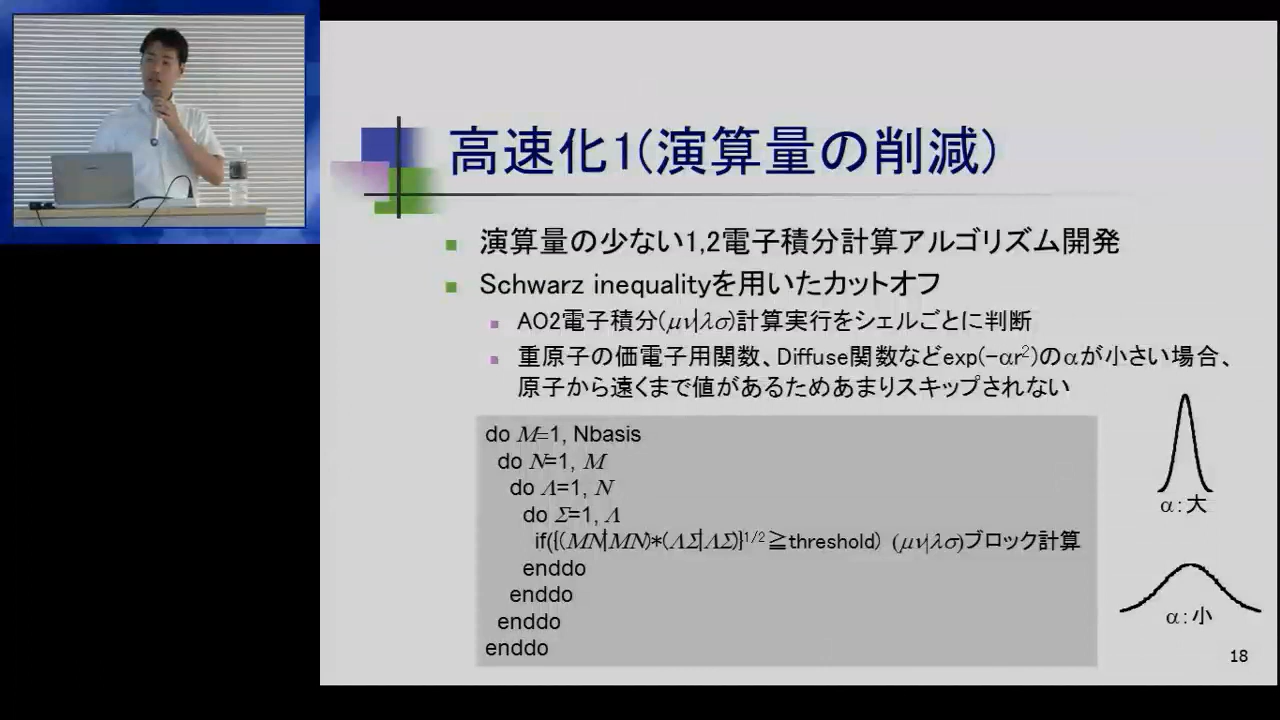 高速化1(演算量の削減)
演算量の少ない1,2電子積分計算アルゴリズム開発
Schwarz inequalityを用いたカットオフ
AO2電子積分(μν|λσ)計算実行をシェルごとに判断
重原子の価電子用関数、Diffuse関数などexp(-αr²)のαが小さい場合、
原子から遠くまで値があるためあまりスキップされない
do M=1, Nbasis
do N=1, M
do Λ=1, N
do Σ=1, Λ
if({(MN|MN)*(ΛΣ|ΛΣ)}1/2≧threshold) (μν|λσ)ブロック計算
enddo
enddo
enddo
enddo
α:大
α:小
18